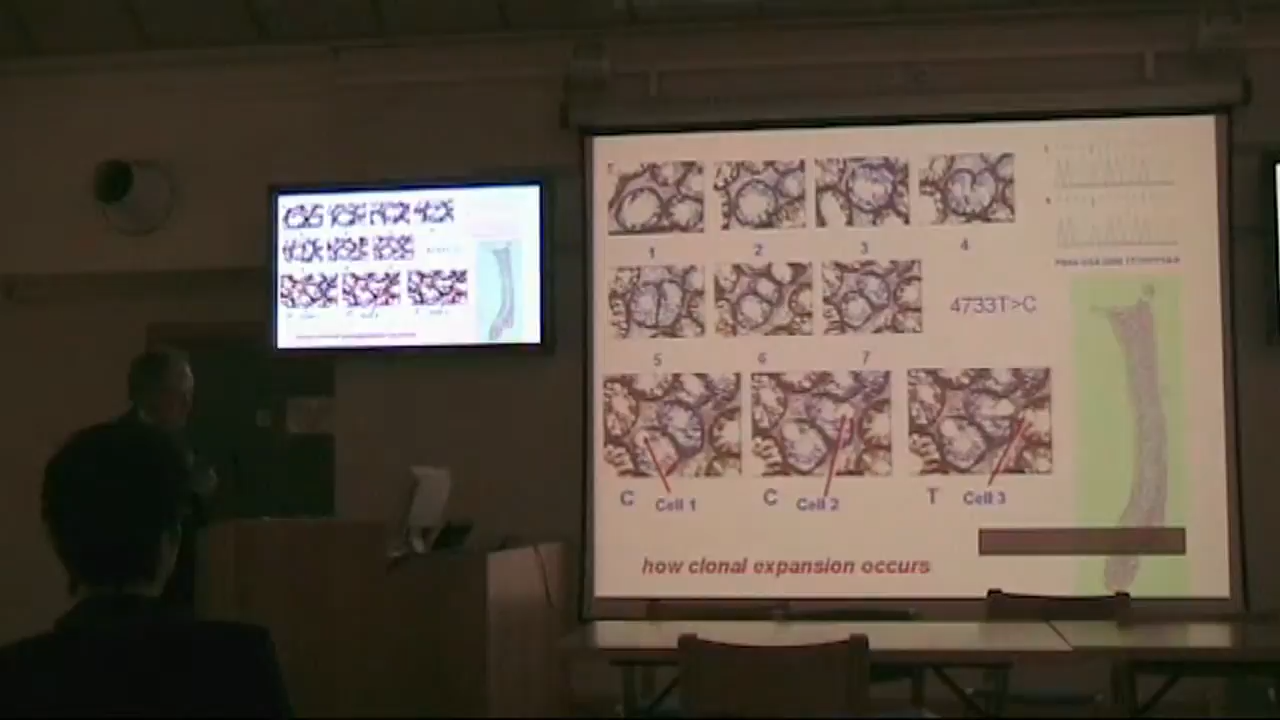 1 2 3 4
4733T>C
5 6 7
C Cell 1 C Cell 2 T Cell 3
how clonal expansion occurs